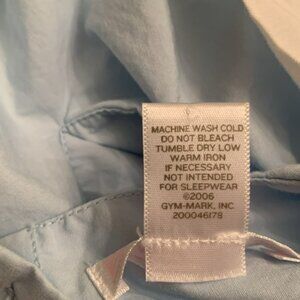 MACHINE WASH COLD
DO NOT BLEACH
TUMBLE DRY LOW
WARM IRON
IF NECESSARY
NOT INTENDED
FOR SLEEPWEAR
©2006
GYM-MARK, INC.
200046178